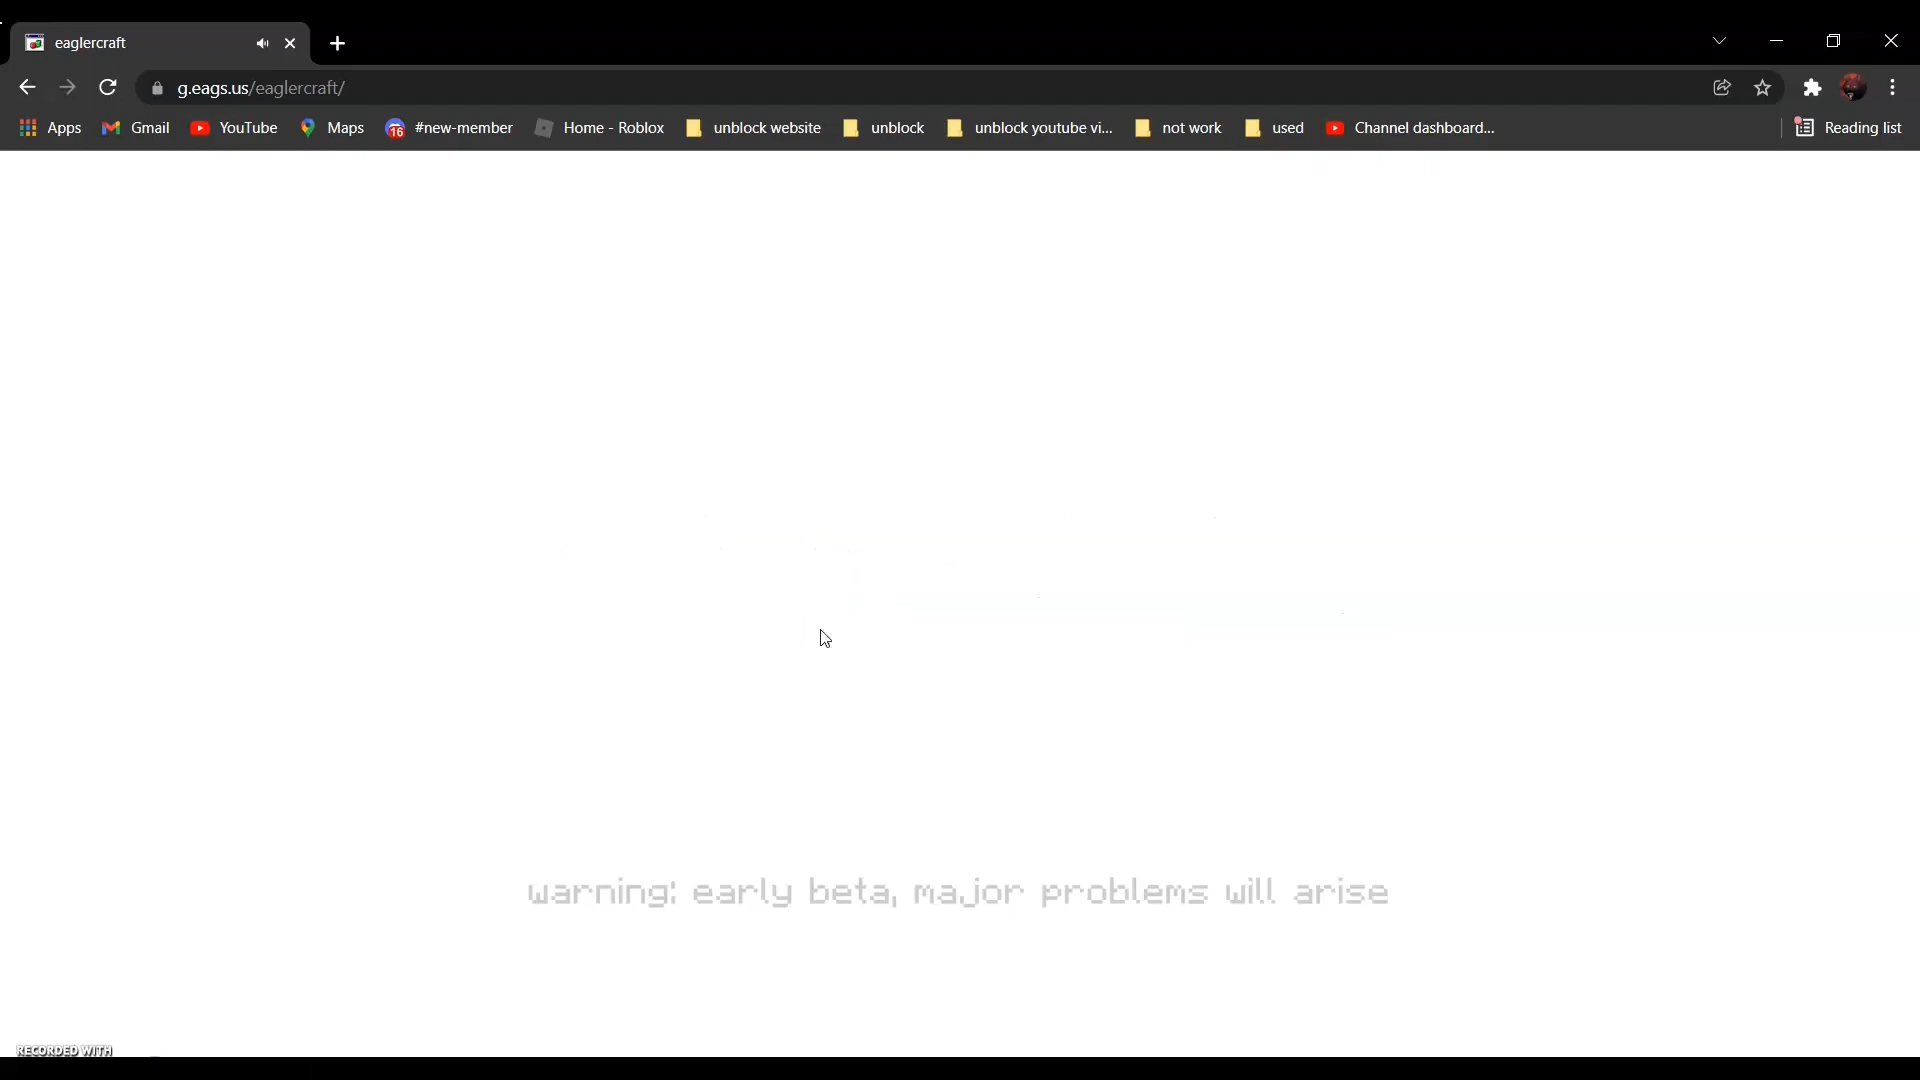 eaglercraft
g.eags.us/eaglercraft/
Apps Gmail YouTube Maps 16 #new-member Home - Roblox unblock website unblock unblock youtube vi... not work used Channel dashboard... Reading list
warning: early beta, major problems will arise
RECORDED WITH